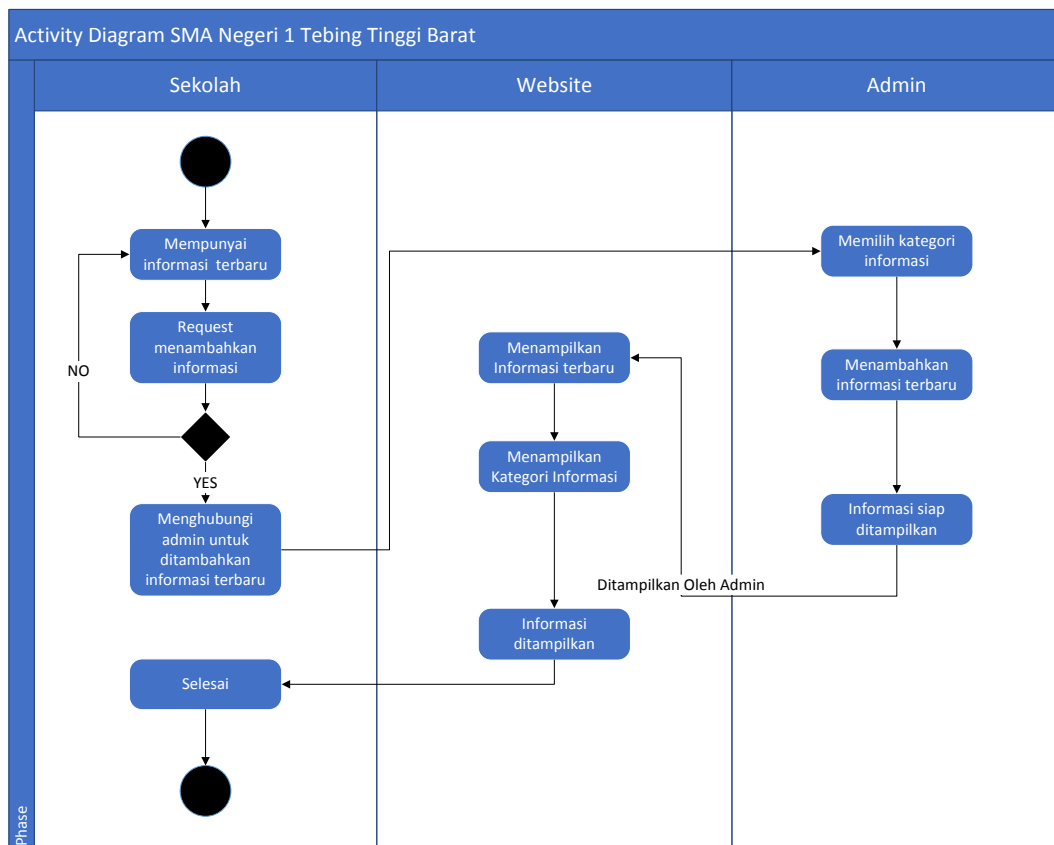 Activity Diagram SMA Negeri 1 Tebing Tinggi Barat
Sekolah
Website
Admin
Phase
Mempunyai
informasi terbaru
Request
menambahkan
informasi
NO
YES
Menghubungi
admin untuk
ditambahkan
informasi terbaru
Memilih kategori
informasi
Menambahkan
informasi terbaru
Informasi siap
ditampilkan
Ditampilkan Oleh Admin
Menampilkan
Informasi terbaru
Menampilkan
Kategori Informasi
Informasi
ditampilkan
Selesai